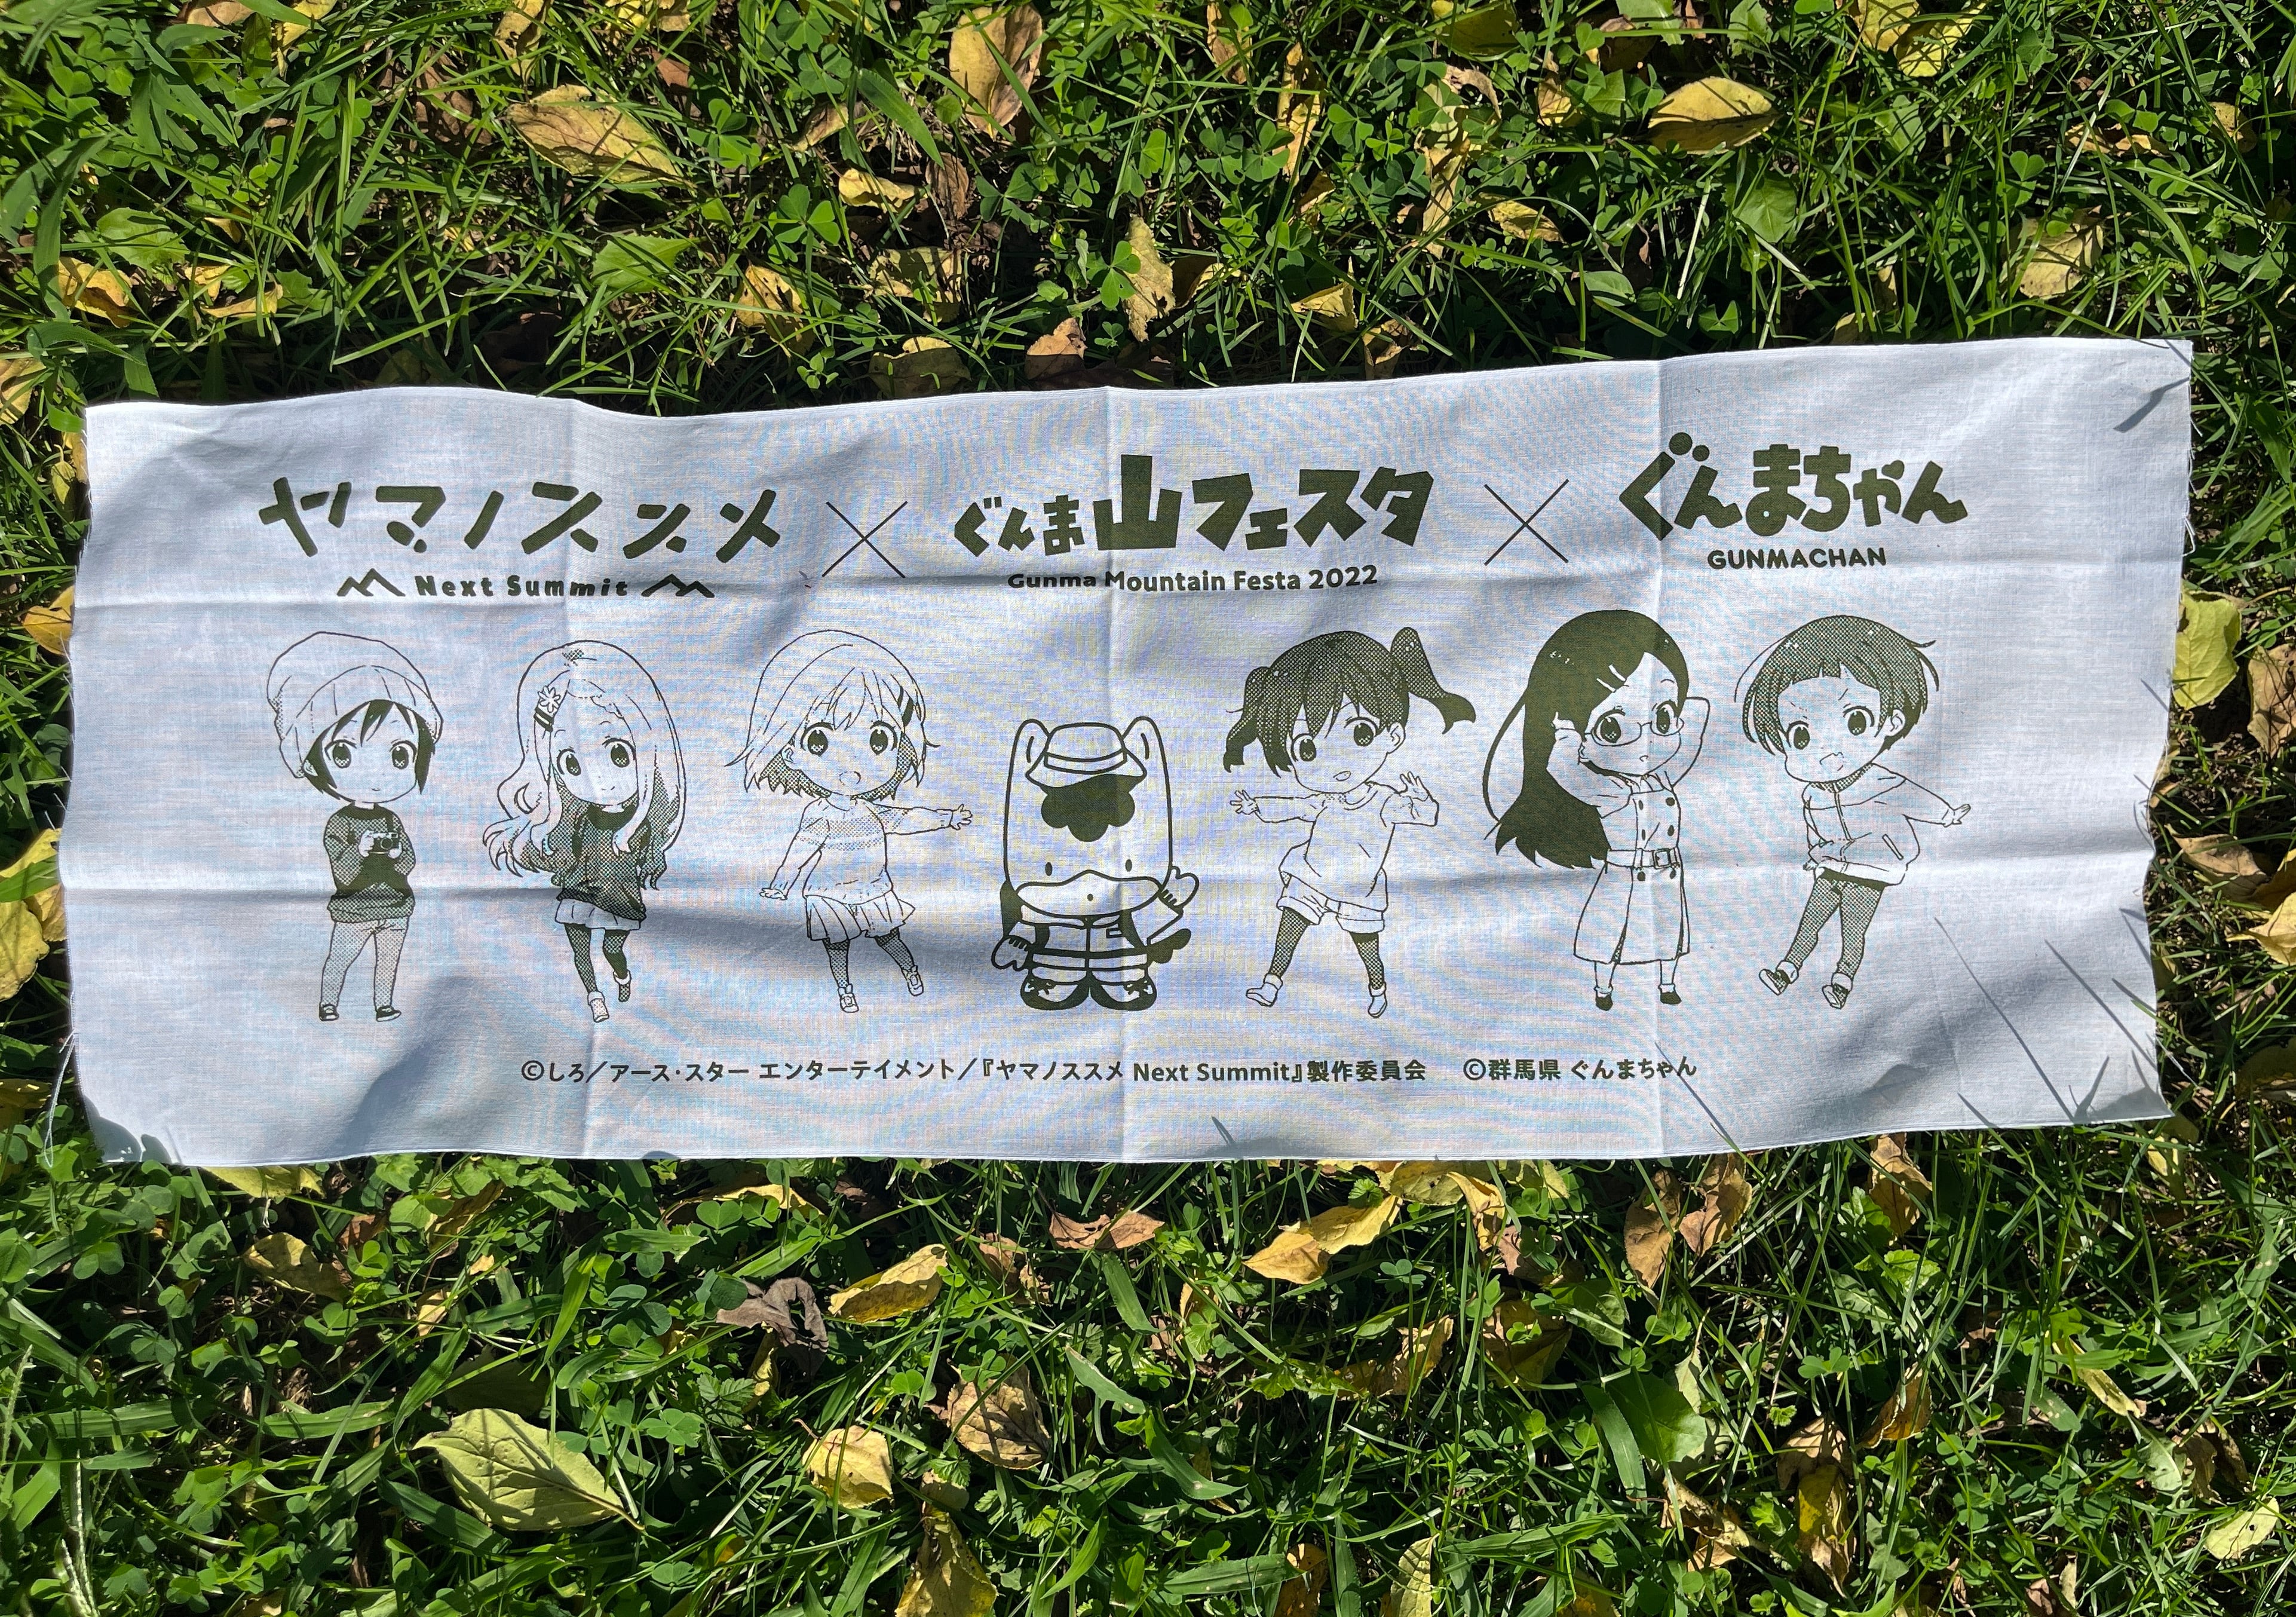 ヤマノススメ × ぐんま山フェスタ × ぐんまちゃん
Next Summit Gunma Mountain Festa 2022 GUNMACHAN
©しろ／アース・スター エンターテイメント／『ヤマノススメ Next Summit』製作委員会 ©群馬県 ぐんまちゃん